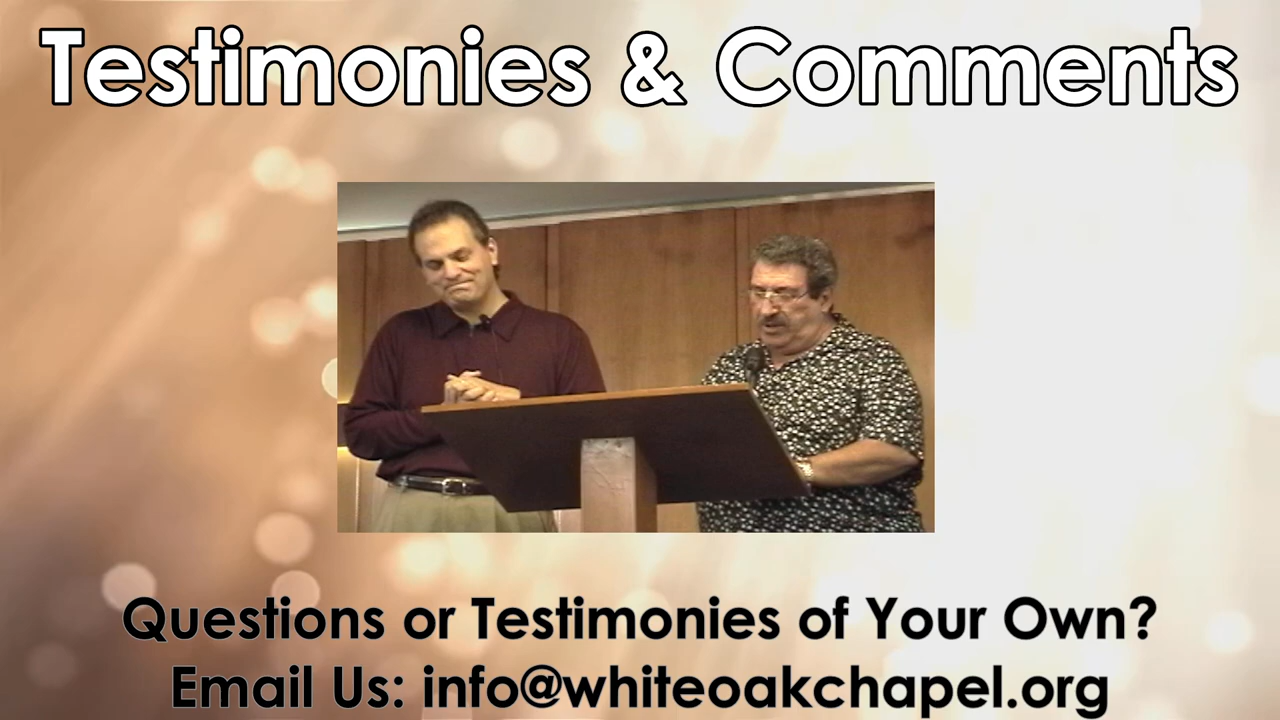 Testimonies & Comments
Questions or Testimonies of Your Own?
Email Us: info@whiteoakchapel.org